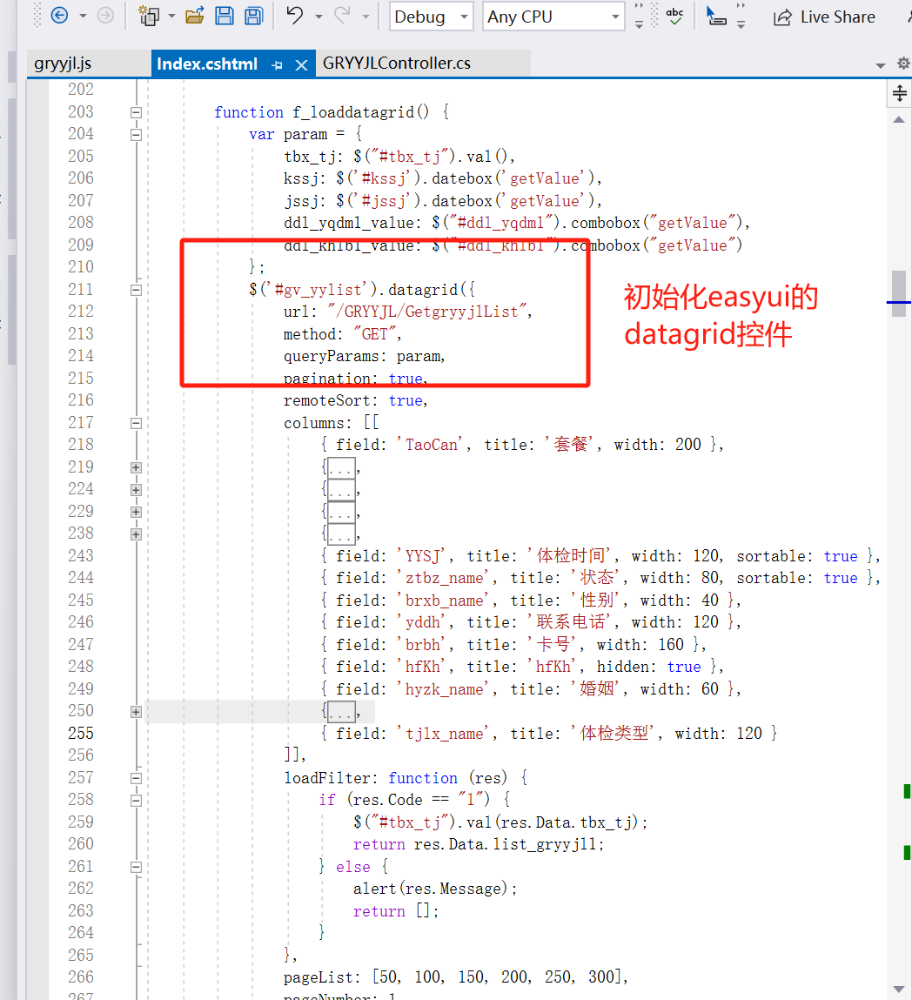 Debug
Any CPU
Live Share
gryyjl.js
Index.cshtml
GRYYJLController.cs
202
203 function f_loaddatagrid() {
204 var param = {
205 tbx_tj: $("#tbx_tj").val(),
206 kssj: $('#kssj').datebox('getValue'),
207 jssj: $('#jssj').datebox('getValue'),
208 ddl_yqdml_value: $("#ddl_yqdml").combobox("getValue"),
209 ddl_khlbl_value: $("#ddl_khlbl").combobox("getValue")
210 };
211 $('#gv_yylist').datagrid({
212 url: "/GRYYJL/GetgryyjlList",
213 method: "GET",
214 queryParams: param,
215 pagination: true,
216 remoteSort: true,
217 columns: [[
218 { field: 'TaoCan', title: '套餐', width: 200 },
219 {...},
224 {...},
229 {...},
238 {...},
243 { field: 'YYSJ', title: '体检时间', width: 120, sortable: true },
244 { field: 'ztbz_name', title: '状态', width: 80, sortable: true },
245 { field: 'brxb_name', title: '性别', width: 40 },
246 { field: 'yddh', title: '联系电话', width: 120 },
247 { field: 'brbh', title: '卡号', width: 160 },
248 { field: 'hfKh', title: 'hfKh', hidden: true },
249 { field: 'hyzk_name', title: '婚姻', width: 60 },
250 {...},
255 { field: 'tjlx_name', title: '体检类型', width: 120 }
256 ]],
257 loadFilter: function (res) {
258 if (res.Code == "1") {
259 $("#tbx_tj").val(res.Data.tbx_tj);
260 return res.Data.list_gryyjll;
261 } else {
262 alert(res.Message);
263 return [];
264 }
265 },
266 pageList: [50, 100, 150, 200, 250, 300],
267 pageNumber: 1
初始化easyui的
datagrid控件